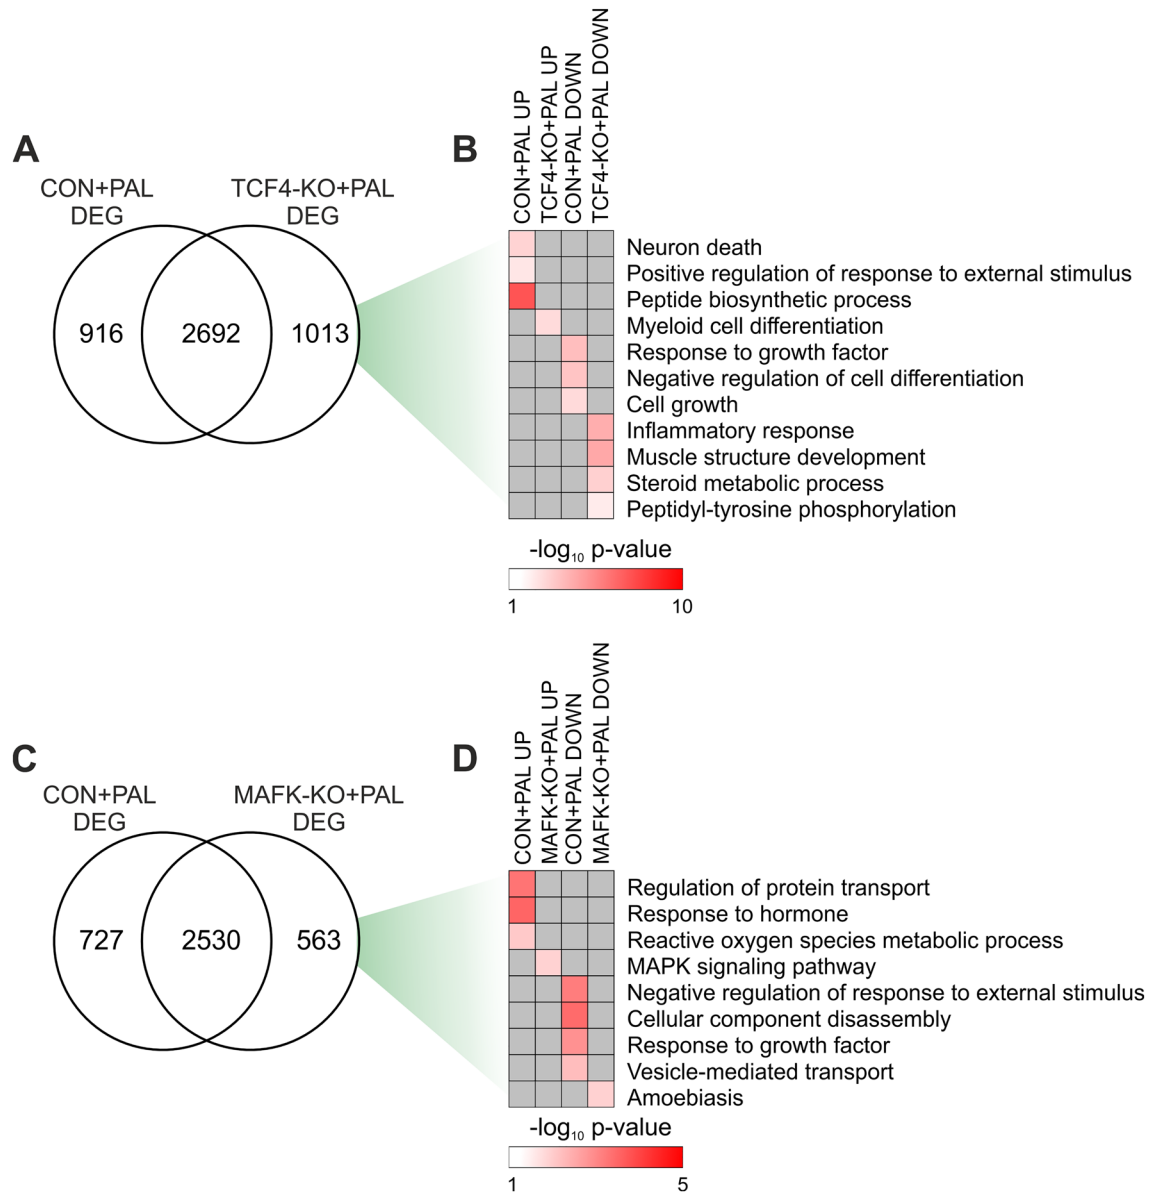 A
CON+PAL
DEG
TCF4-KO+PAL
DEG
916
2692
1013
B
CON+PAL UP
TCF4-KO+PAL UP
CON+PAL DOWN
TCF4-KO+PAL DOWN
Neuron death
Positive regulation of response to external stimulus
Peptide biosynthetic process
Myeloid cell differentiation
Response to growth factor
Negative regulation of cell differentiation
Cell growth
Inflammatory response
Muscle structure development
Steroid metabolic process
Peptidyl-tyrosine phosphorylation
-log10 p-value
1 10
C
CON+PAL
DEG
MAFK-KO+PAL
DEG
727
2530
563
D
CON+PAL UP
MAFK-KO+PAL UP
CON+PAL DOWN
MAFK-KO+PAL DOWN
Regulation of protein transport
Response to hormone
Reactive oxygen species metabolic process
MAPK signaling pathway
Negative regulation of response to external stimulus
Cellular component disassembly
Response to growth factor
Vesicle-mediated transport
Amoebiasis
-log10 p-value
1 5